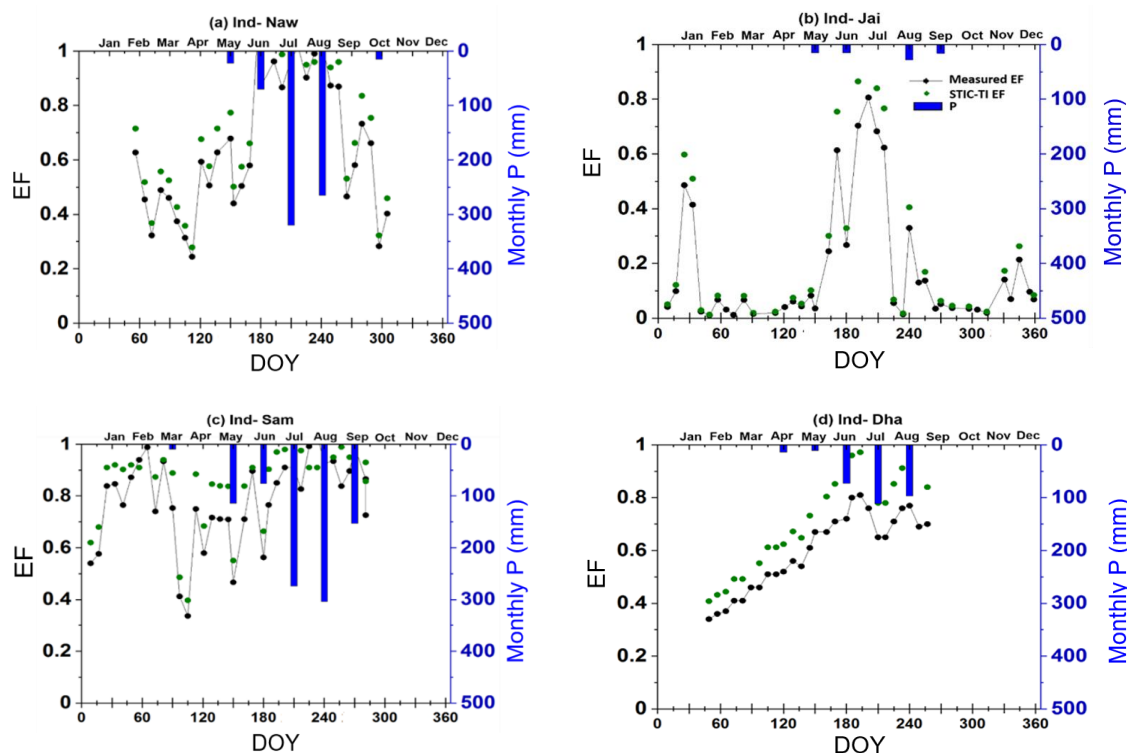 (a) Ind- Naw
Jan Feb Mar Apr May Jun Jul Aug Sep Oct Nov Dec
1
0.8
0.6
0.4
0.2
0
EF
0
100
200
300
400
500
Monthly P (mm)
0 60 120 180 240 300 360
DOY
(b) Ind- Jai
Jan Feb Mar Apr May Jun Jul Aug Sep Oct Nov Dec
1
0.8
0.6
0.4
0.2
0
EF
Measured EF
STIC-TI EF
P
0
100
200
300
400
500
Monthly P (mm)
0 60 120 180 240 300 360
DOY
(c) Ind- Sam
Jan Feb Mar Apr May Jun Jul Aug Sep Oct Nov Dec
1
0.8
0.6
0.4
0.2
0
EF
0
100
200
300
400
500
Monthly P (mm)
0 60 120 180 240 300 360
DOY
(d) Ind- Dha
Jan Feb Mar Apr May Jun Jul Aug Sep Oct Nov Dec
1
0.8
0.6
0.4
0.2
0
EF
0
100
200
300
400
500
Monthly P (mm)
0 60 120 180 240 300 360
DOY